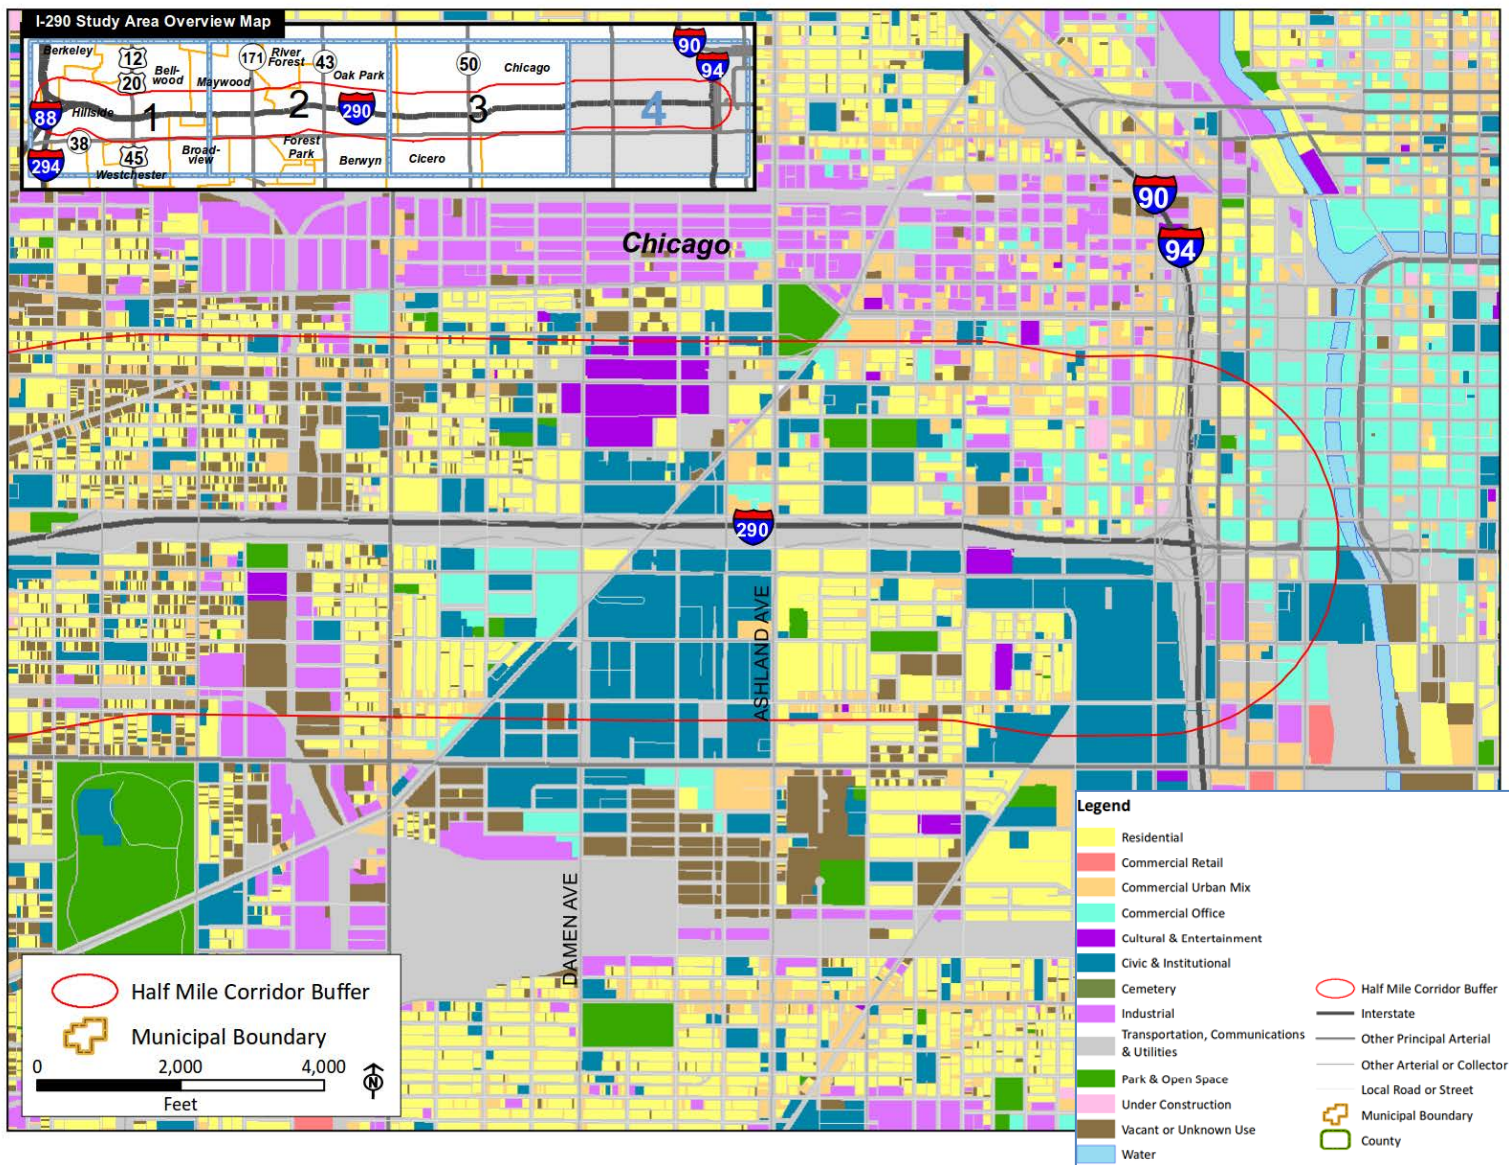 I-290 Study Area Overview Map
Berkeley
12
20
Bell-
wood
Maywood
171
River
Forest
43
Oak Park
50
Chicago
90
94
88
Hillside
1
2
290
3
4
38
294
45
Westchester
Broad-
view
Forest
Park
Berwyn
Cicero
90
94
Chicago
290
ASHLAND AVE
DAMEN AVE
Half Mile Corridor Buffer
Municipal Boundary
0 2,000 4,000
Feet
N
Legend
Residential
Commercial Retail
Commercial Urban Mix
Commercial Office
Cultural & Entertainment
Civic & Institutional
Cemetery
Industrial
Transportation, Communications
& Utilities
Park & Open Space
Under Construction
Vacant or Unknown Use
Water
Half Mile Corridor Buffer
Interstate
Other Principal Arterial
Other Arterial or Collector
Local Road or Street
Municipal Boundary
County